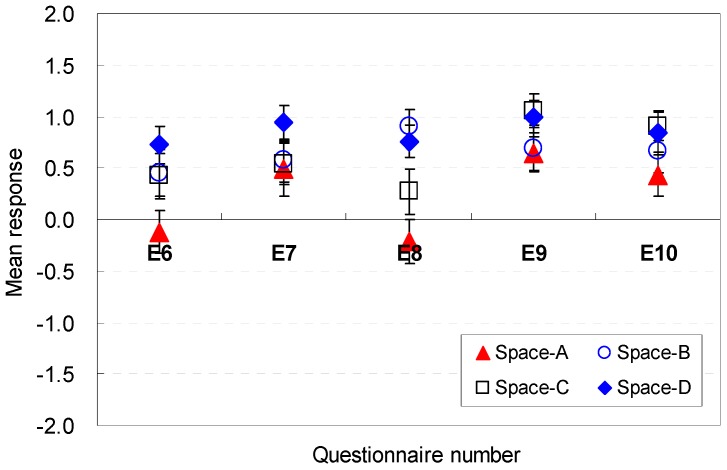 2.0
1.5
1.0
0.5
0.0
-0.5
-1.0
-1.5
-2.0
Mean response
E6 E7 E8 E9 E10
Space-A Space-B
Space-C Space-D
Questionnaire number